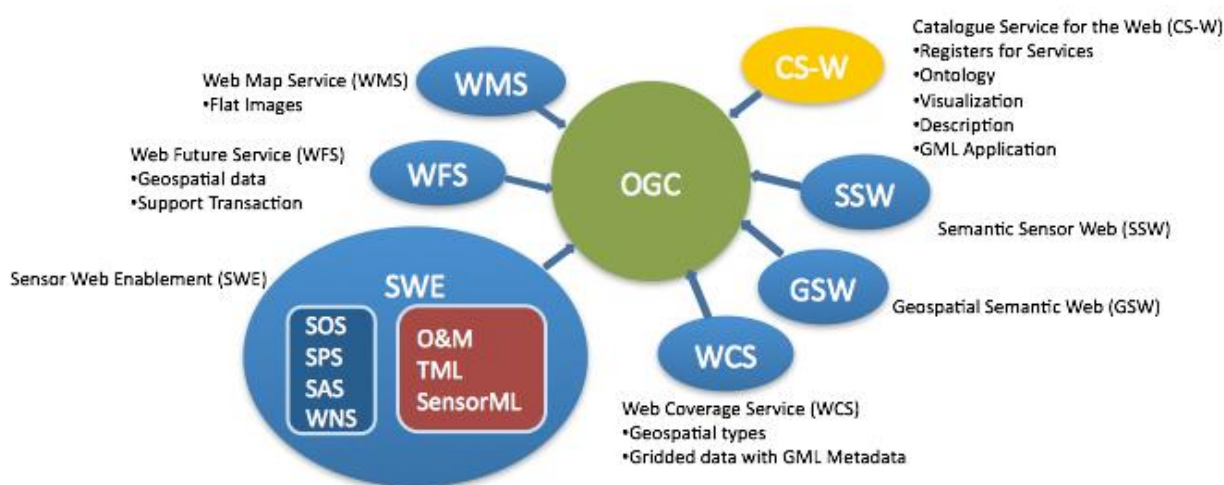 Web Map Service (WMS)
•Flat Images
WMS
Web Future Service (WFS)
•Geospatial data
•Support Transaction
WFS
Sensor Web Enablement (SWE)
SWE
SOS
SPS
SAS
WNS
O&M
TML
SensorML
OGC
CS-W
Catalogue Service for the Web (CS-W)
•Registers for Services
•Ontology
•Visualization
•Description
•GML Application
SSW
Semantic Sensor Web (SSW)
GSW
Geospatial Semantic Web (GSW)
WCS
Web Coverage Service (WCS)
•Geospatial types
•Gridded data with GML Metadata